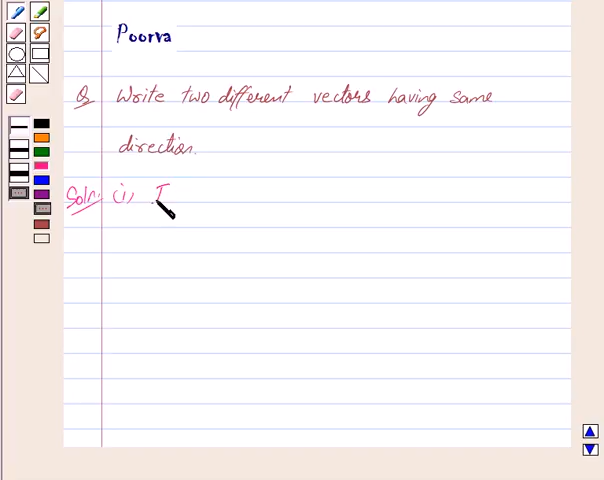 Poorva
Q Write two different vectors having same
direction.
Soln: (i) I